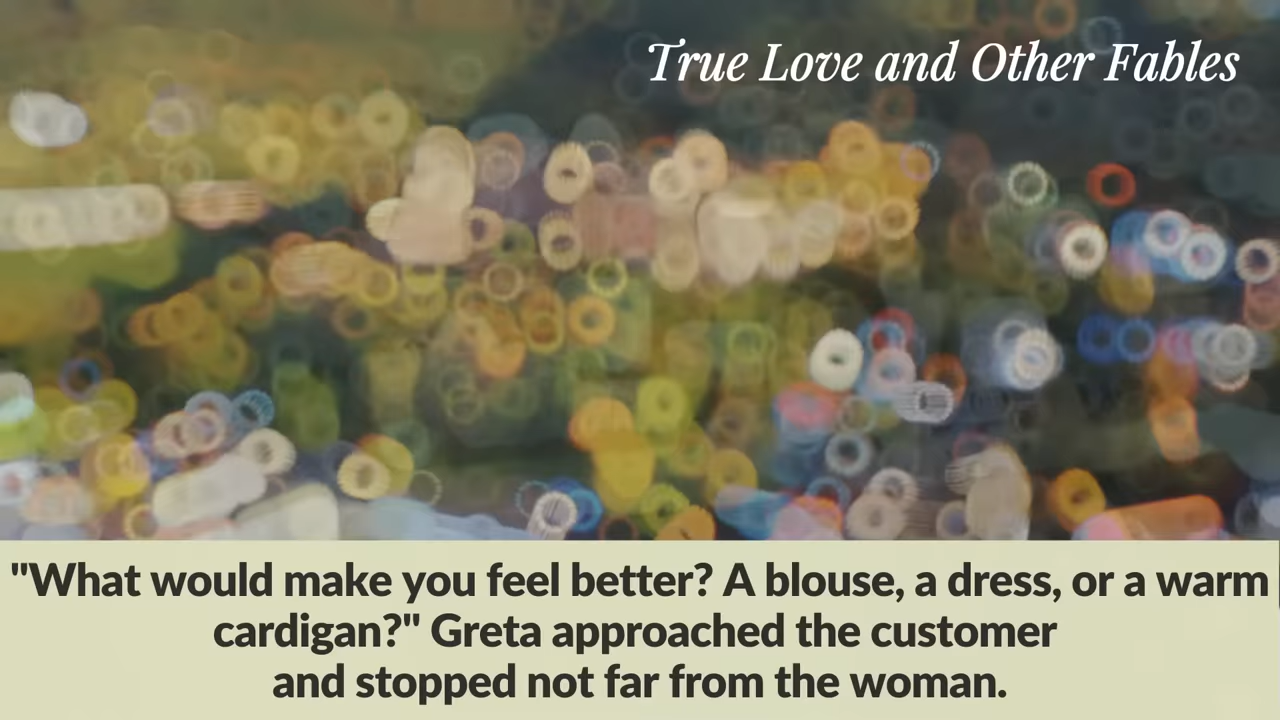 True Love and Other Fables
"What would make you feel better? A blouse, a dress, or a warm
cardigan?" Greta approached the customer
and stopped not far from the woman.